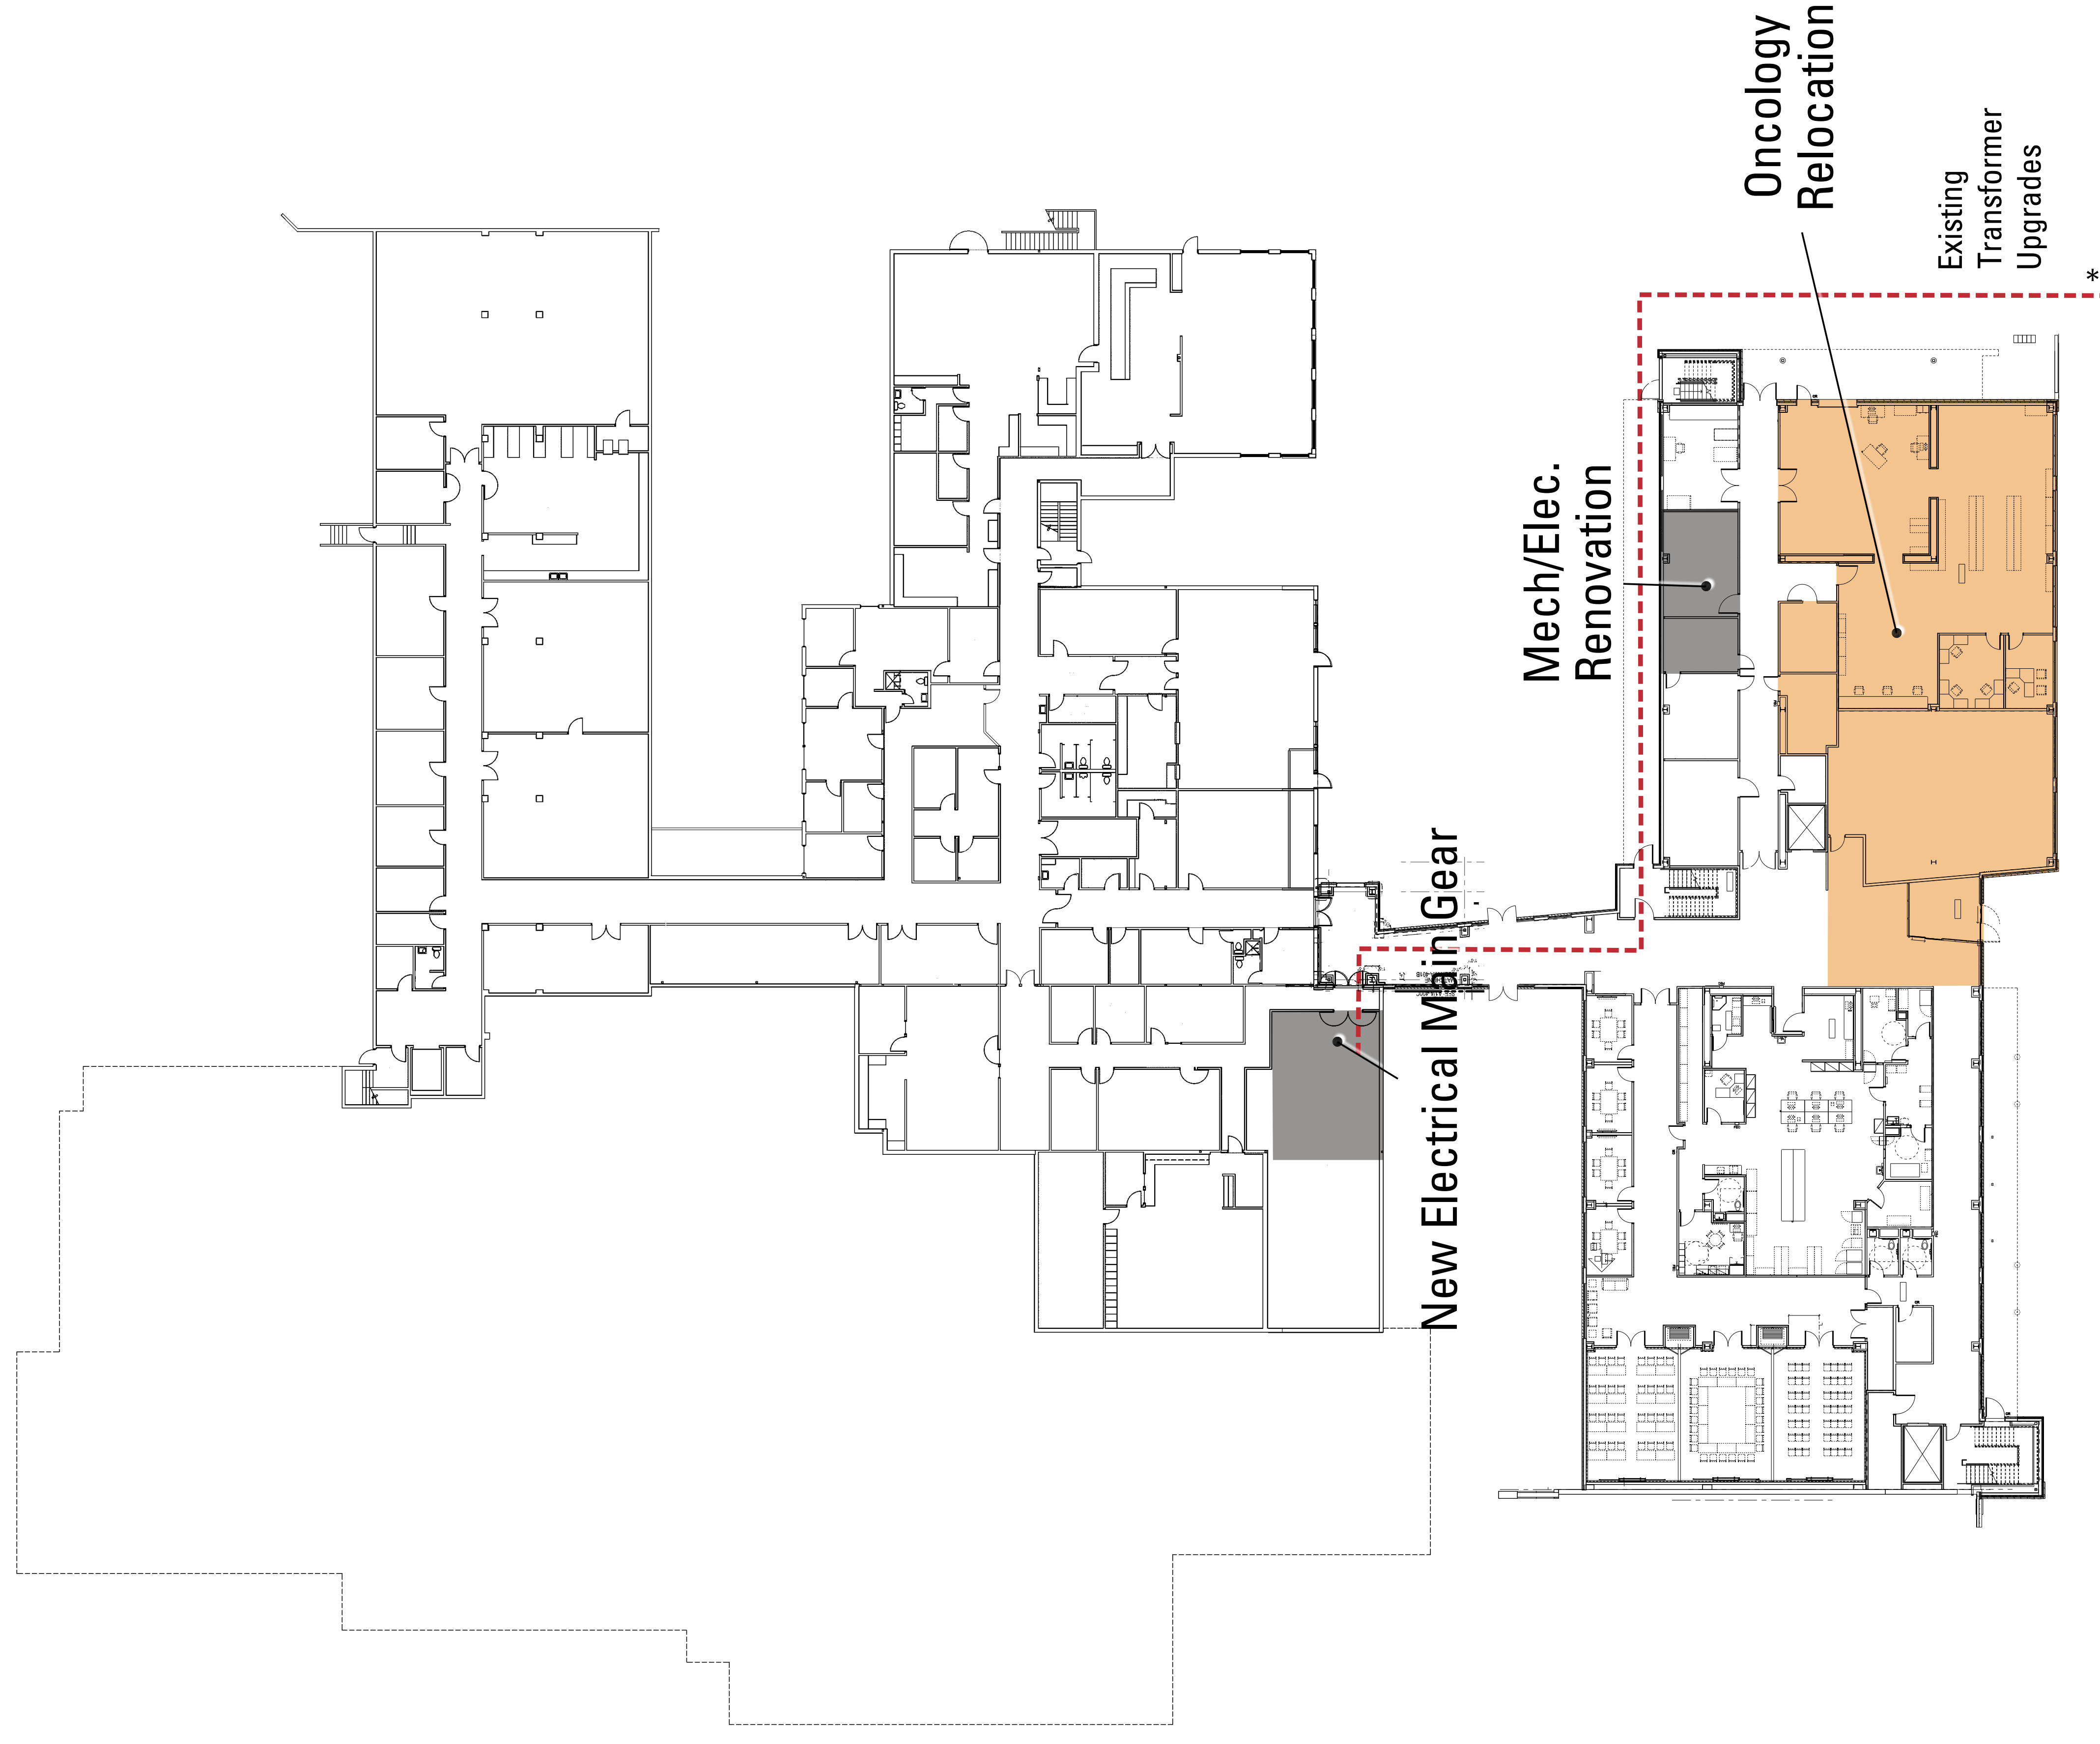 Oncology
Relocation
Existing
Transformer
Upgrades
*
Mech/Elec.
Renovation
New Electrical Main Gear